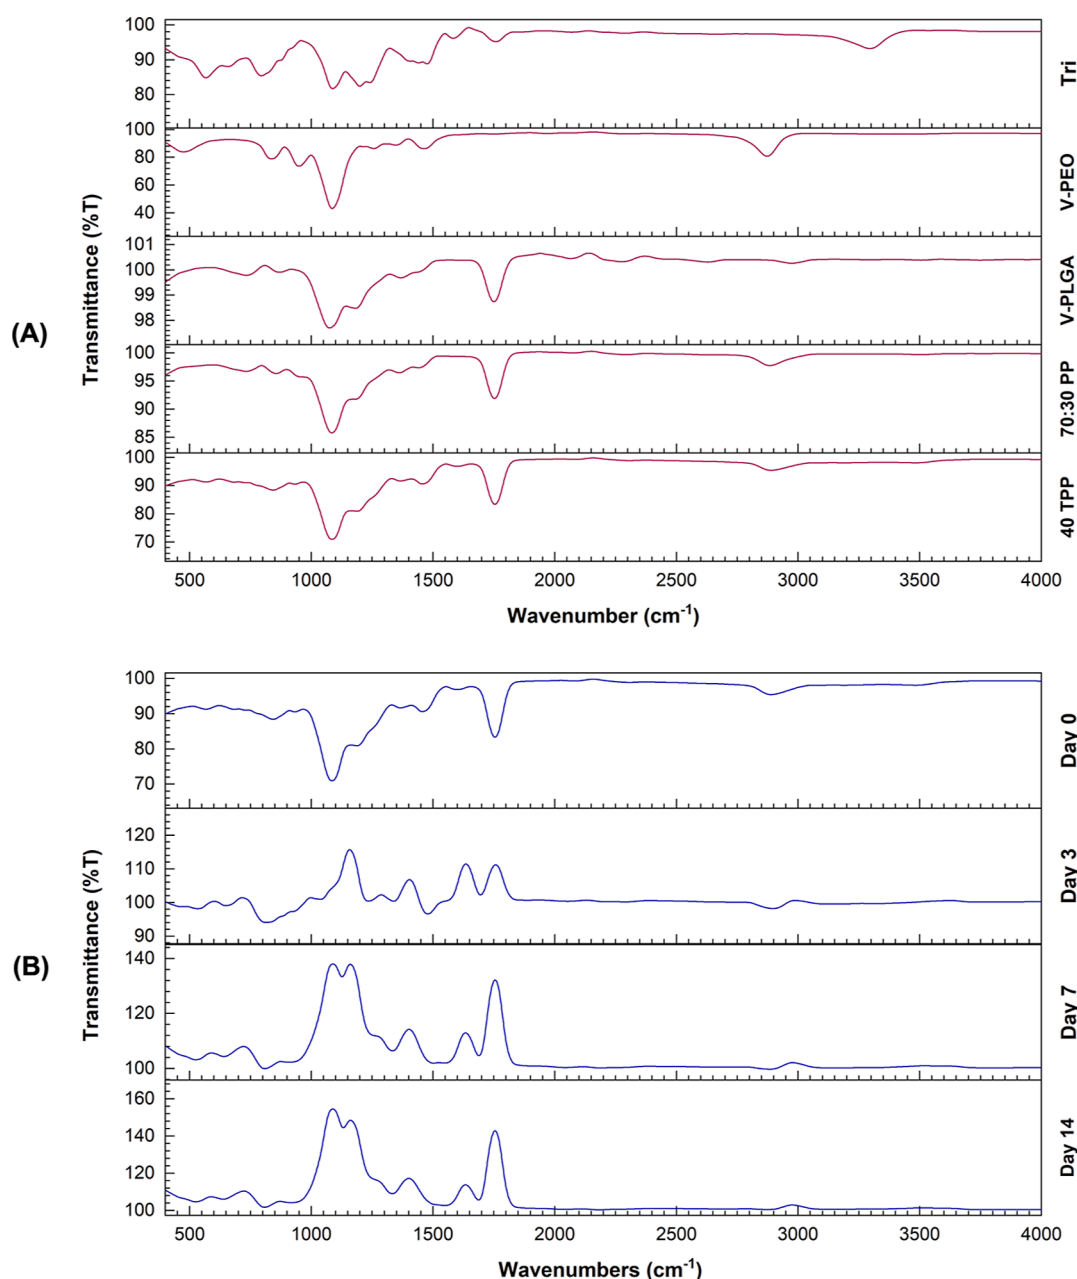 (A)
Transmittance (%T)
100
90
80
Tri
100
80
60
40
V-PEO
101
100
99
98
V-PLGA
100
95
90
85
70:30 PP
100
90
80
70
40 TPP
500 1000 1500 2000 2500 3000 3500 4000
Wavenumber (cm⁻¹)
(B)
Transmittance (%T)
100
90
80
70
Day 0
120
110
100
90
Day 3
140
120
100
Day 7
160
140
120
100
Day 14
500 1000 1500 2000 2500 3000 3500 4000
Wavenumbers (cm⁻¹)